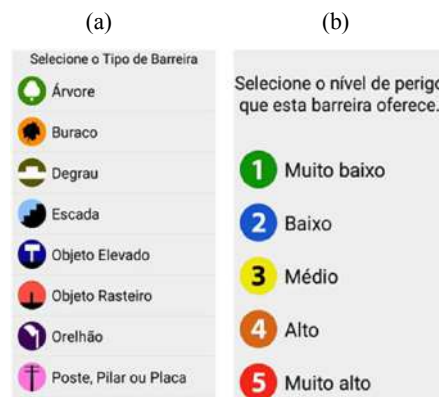 (a)
Selecione o Tipo de Barreira
Árvore
Buraco
Degrau
Escada
Objeto Elevado
Objeto Rasteiro
Orelhão
Poste, Pilar ou Placa
(b)
Selecione o nível de perigo
que esta barreira oferece.
1 Muito baixo
2 Baixo
3 Médio
4 Alto
5 Muito alto